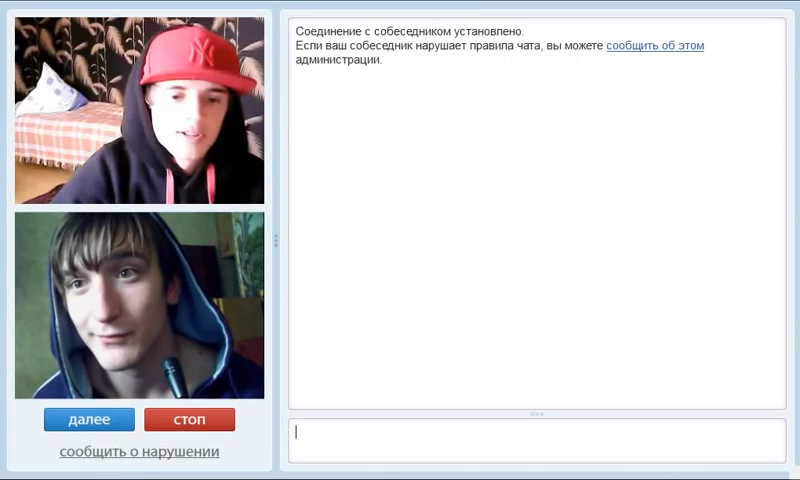 NY
Соединение с собеседником установлено.
Если ваш собеседник нарушает правила чата, вы можете сообщить об этом
администрации.
далее
стоп
сообщить о нарушении